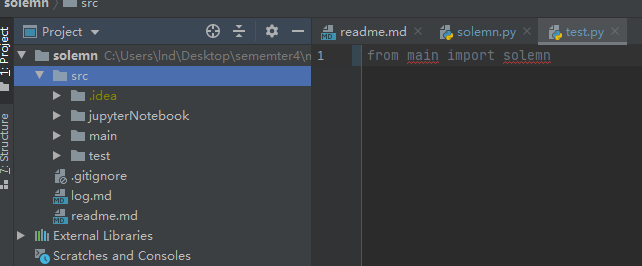 solemn src
readme.md solemn.py test.py
1: Project
Project
solemn C:\Users\lnd\Desktop\sememter4\n
src
.idea
jupyterNotebook
main
test
.gitignore
log.md
readme.md
External Libraries
Scratches and Consoles
7: Structure
1 from main import solemn